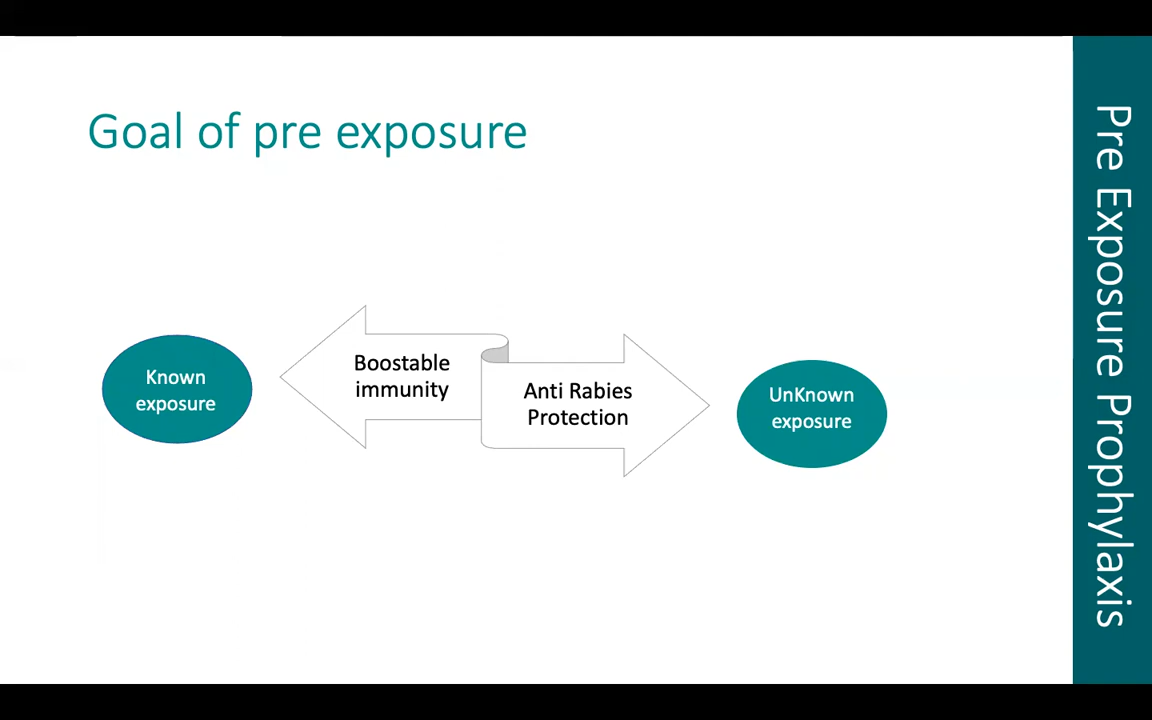 Goal of pre exposure
Known
exposure
Boostable
immunity
Anti Rabies
Protection
UnKnown
exposure
Pre Exposure Prophylaxis